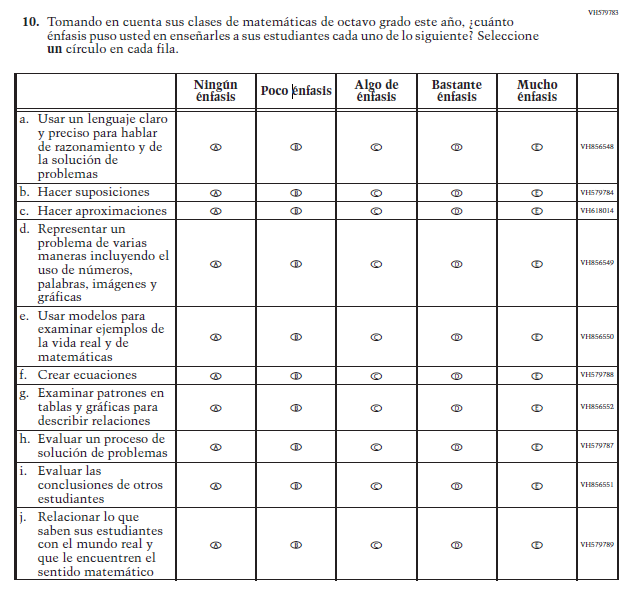 VH579783
10. Tomando en cuenta sus clases de matemáticas de octavo grado este año, ¿cuánto
énfasis puso usted en enseñarles a sus estudiantes cada uno de lo siguiente? Seleccione
un círculo en cada fila.
Ningún énfasis Poco énfasis Algo de énfasis Bastante énfasis Mucho énfasis
a. Usar un lenguaje claro
y preciso para hablar
de razonamiento y de
la solución de
problemas
A B C D E VH856548
b. Hacer suposiciones A B C D E VH579784
c. Hacer aproximaciones A B C D E VH618014
d. Representar un
problema de varias
maneras incluyendo el
uso de números,
palabras, imágenes y
gráficas
A B C D E VH856549
e. Usar modelos para
examinar ejemplos de
la vida real y de
matemáticas
A B C D E VH856550
f. Crear ecuaciones A B C D E VH579788
g. Examinar patrones en
tablas y gráficas para
describir relaciones
A B C D E VH856552
h. Evaluar un proceso de
solución de problemas
A B C D E VH579787
i. Evaluar las
conclusiones de otros
estudiantes
A B C D E VH856551
j. Relacionar lo que
saben sus estudiantes
con el mundo real y
que le encuentren el
sentido matemático
A B C D E VH579789